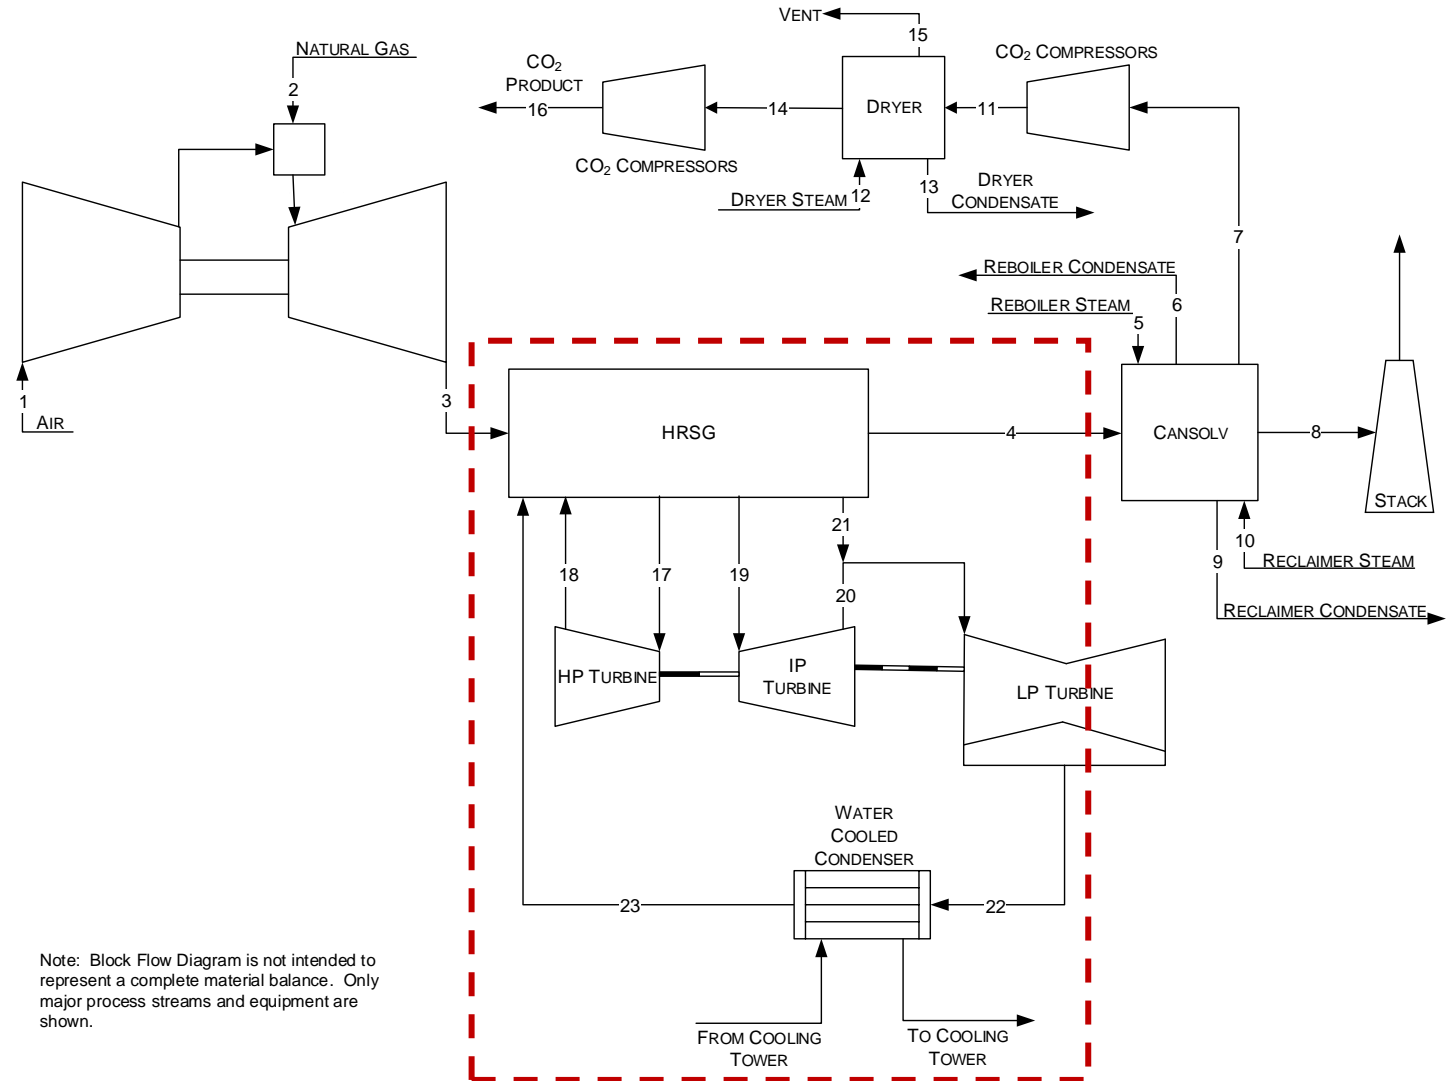 VENT
15
CO2 COMPRESSORS
NATURAL GAS
CO2
PRODUCT
2
16
14
DRYER
11
CO2 COMPRESSORS
DRYER STEAM
12
13
DRYER
CONDENSATE
7
REBOILER CONDENSATE
REBOILER STEAM
6
5
1
AIR
3
HRSG
4
CANSOLV
8
STACK
21
10
9
RECLAIMER STEAM
18
17
19
20
RECLAIMER CONDENSATE
HP TURBINE
IP
TURBINE
LP TURBINE
WATER
COOLED
CONDENSER
23
22
Note: Block Flow Diagram is not intended to
represent a complete material balance. Only
major process streams and equipment are
shown.
FROM COOLING
TOWER
TO COOLING
TOWER